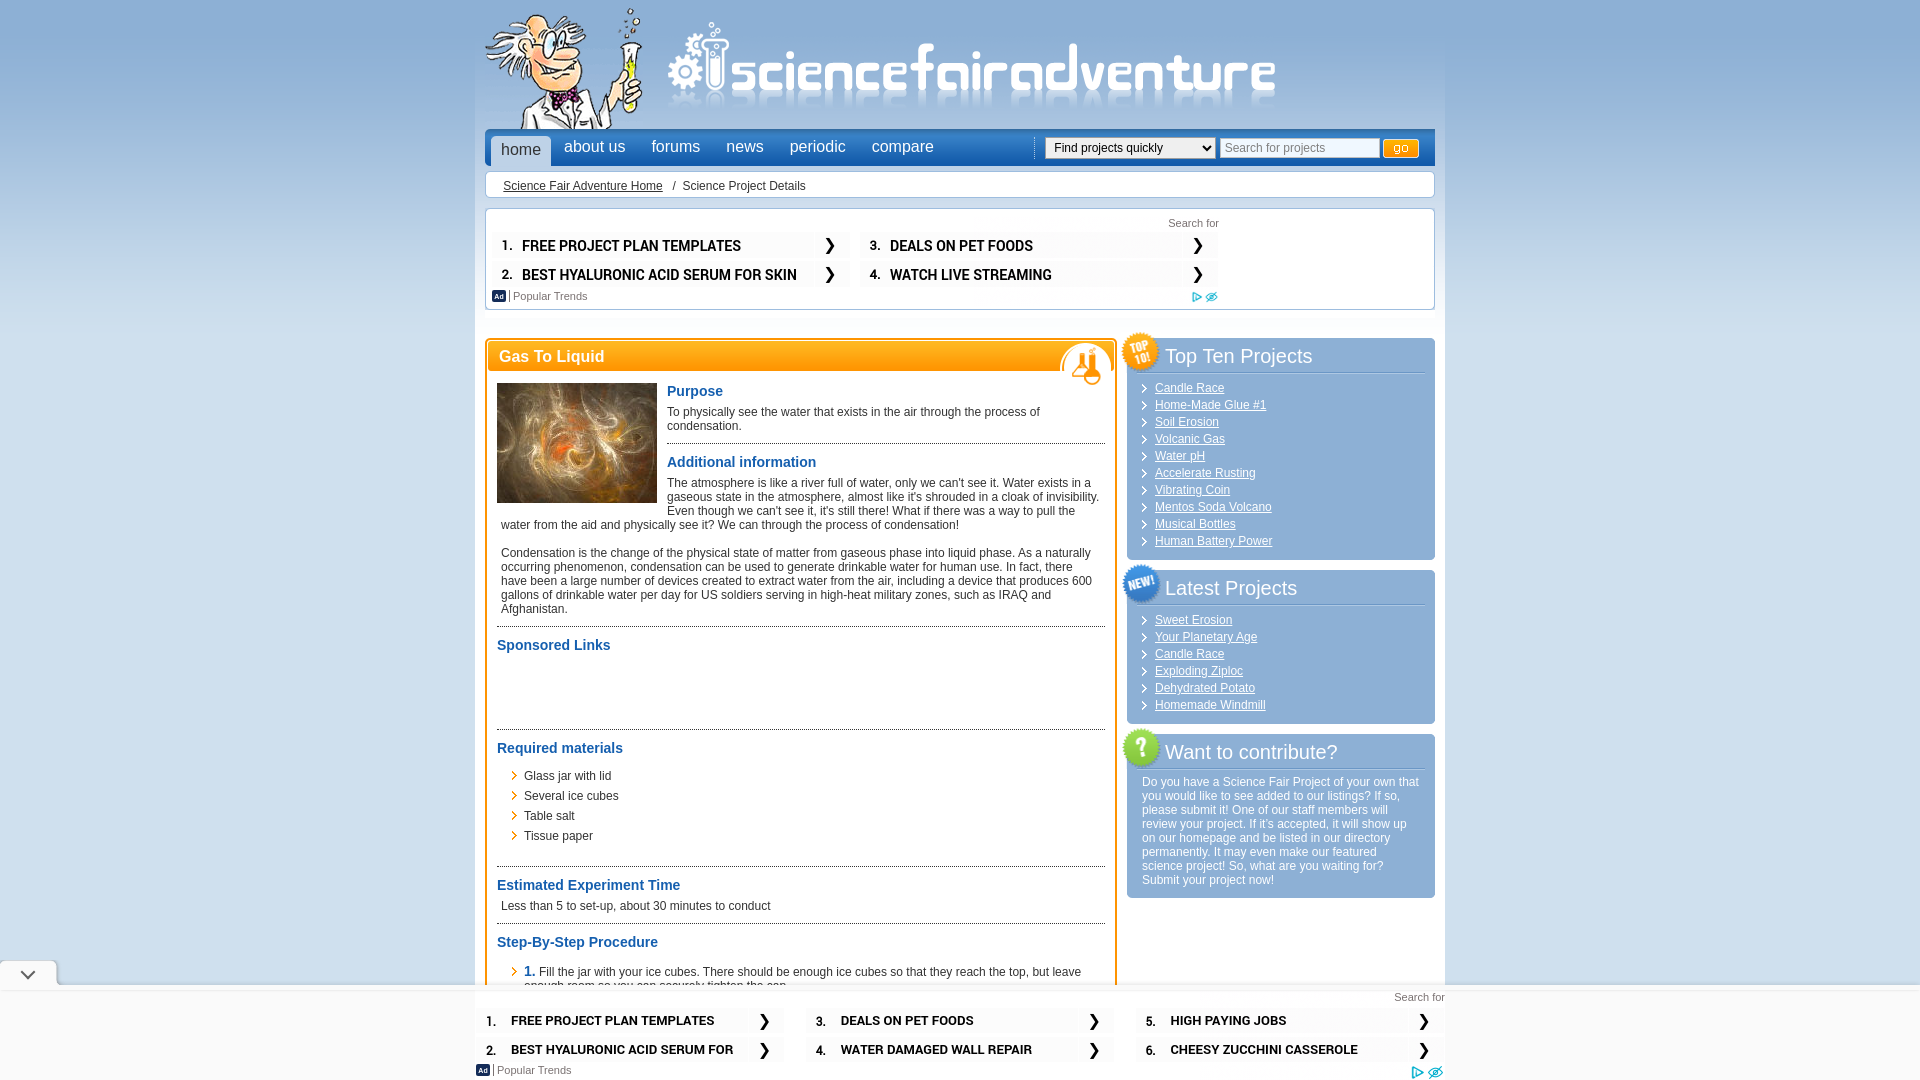 sciencefairadventure
home
about us
forums
news
periodic
compare
Find projects quickly
Search for projects
go
Science Fair Adventure Home / Science Project Details
Search for
1. FREE PROJECT PLAN TEMPLATES ❯
3. DEALS ON PET FOODS ❯
2. BEST HYALURONIC ACID SERUM FOR SKIN ❯
4. WATCH LIVE STREAMING ❯
Ad Popular Trends
Gas To Liquid
Purpose
To physically see the water that exists in the air through the process of
condensation.
Additional information
The atmosphere is like a river full of water, only we can't see it. Water exists in a
gaseous state in the atmosphere, almost like it's shrouded in a cloak of invisibility.
Even though we can't see it, it's still there! What if there was a way to pull the
water from the aid and physically see it? We can through the process of condensation!
Condensation is the change of the physical state of matter from gaseous phase into liquid phase. As a naturally
occurring phenomenon, condensation can be used to generate drinkable water for human use. In fact, there
have been a large number of devices created to extract water from the air, including a device that produces 600
gallons of drinkable water per day for US soldiers serving in high-heat military zones, such as IRAQ and
Afghanistan.
Sponsored Links
Required materials
Glass jar with lid
Several ice cubes
Table salt
Tissue paper
Estimated Experiment Time
Less than 5 to set-up, about 30 minutes to conduct
Step-By-Step Procedure
1. Fill the jar with your ice cubes. There should be enough ice cubes so that they reach the top, but leave
enough room so you can securely tighten the cap.
TOP 10!
Top Ten Projects
Candle Race
Home-Made Glue #1
Soil Erosion
Volcanic Gas
Water pH
Accelerate Rusting
Vibrating Coin
Mentos Soda Volcano
Musical Bottles
Human Battery Power
NEW!
Latest Projects
Sweet Erosion
Your Planetary Age
Candle Race
Exploding Ziploc
Dehydrated Potato
Homemade Windmill
?
Want to contribute?
Do you have a Science Fair Project of your own that
you would like to see added to our listings? If so,
please submit it! One of our staff members will
review your project. If it's accepted, it will show up
on our homepage and be listed in our directory
permanently. It may even make our featured
science project! So, what are you waiting for?
Submit your project now!
Search for
1. FREE PROJECT PLAN TEMPLATES ❯
3. DEALS ON PET FOODS ❯
5. HIGH PAYING JOBS ❯
2. BEST HYALURONIC ACID SERUM FOR ❯
4. WATER DAMAGED WALL REPAIR ❯
6. CHEESY ZUCCHINI CASSEROLE ❯
Ad Popular Trends